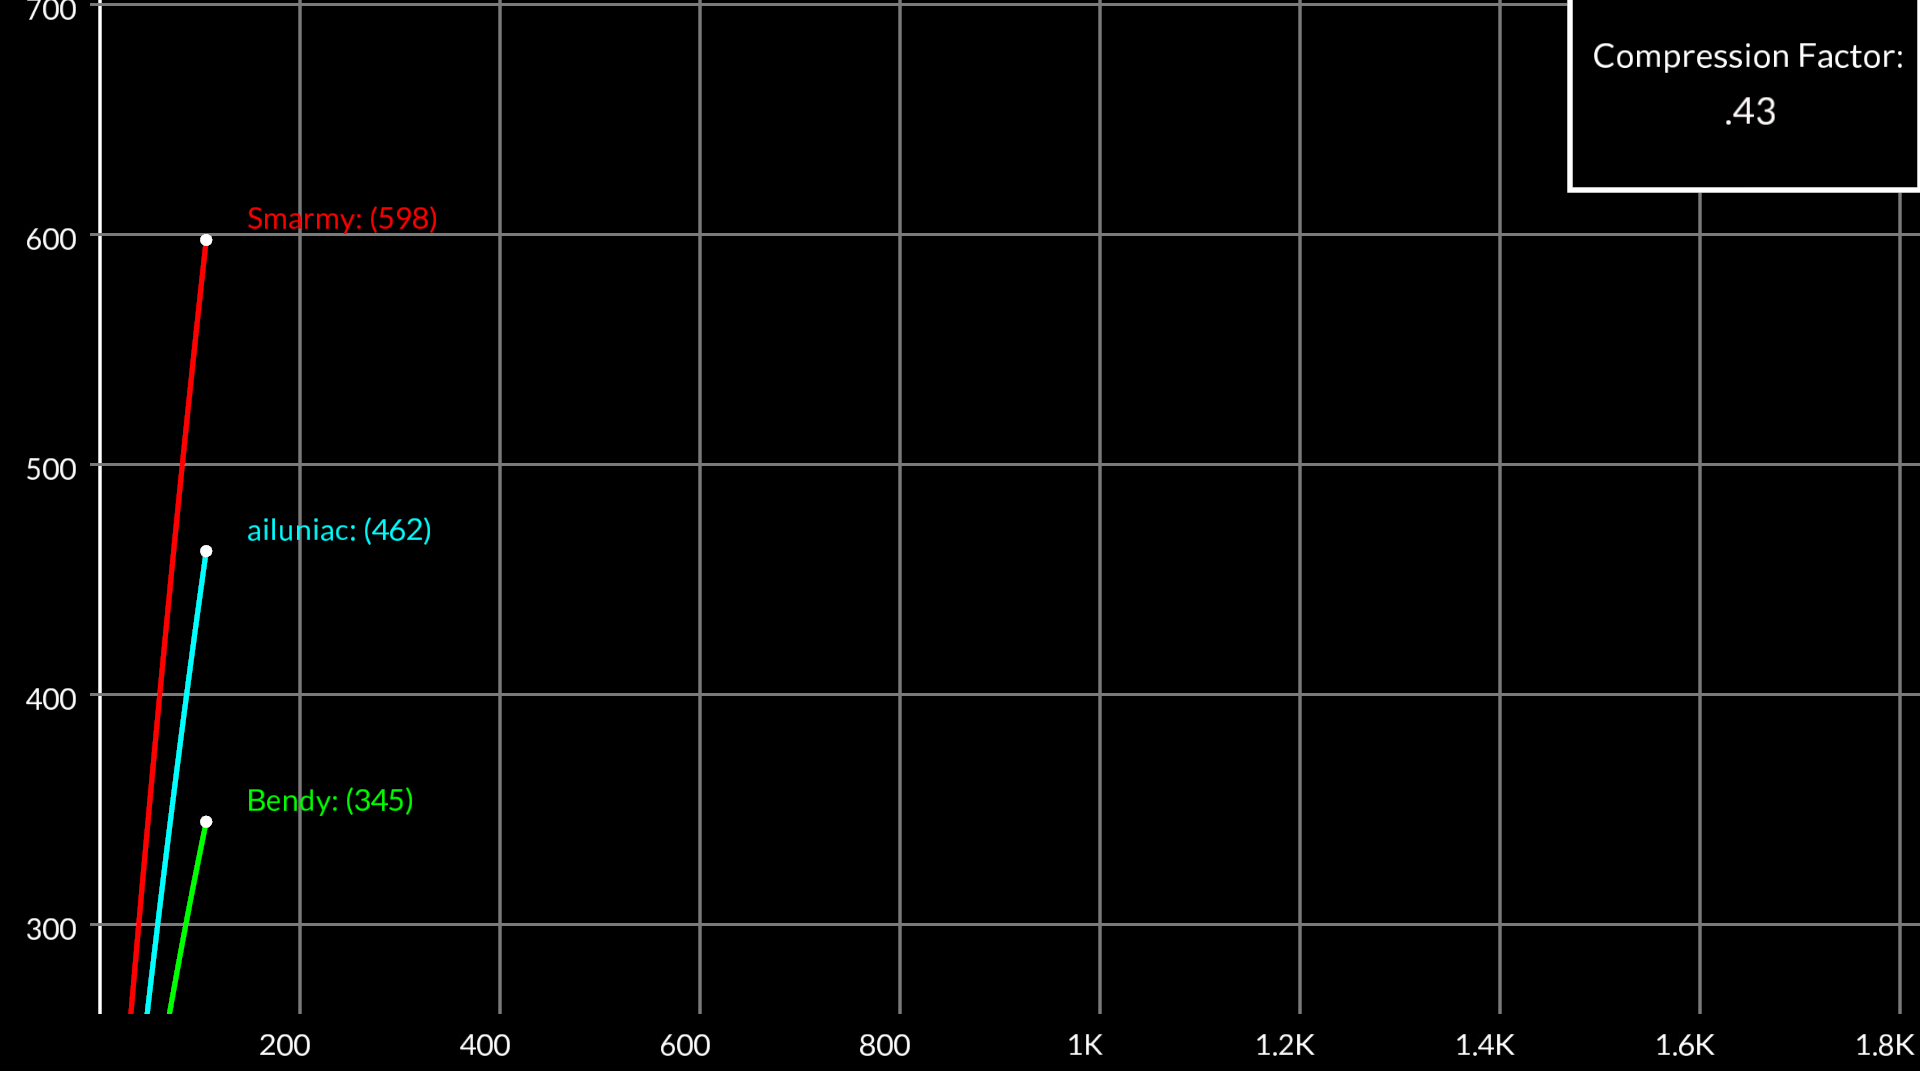 700
Compression Factor:
.43
Smarmy: (598)
600
500
ailuniac: (462)
400
Bendy: (345)
300
200 400 600 800 1K 1.2K 1.4K 1.6K 1.8K